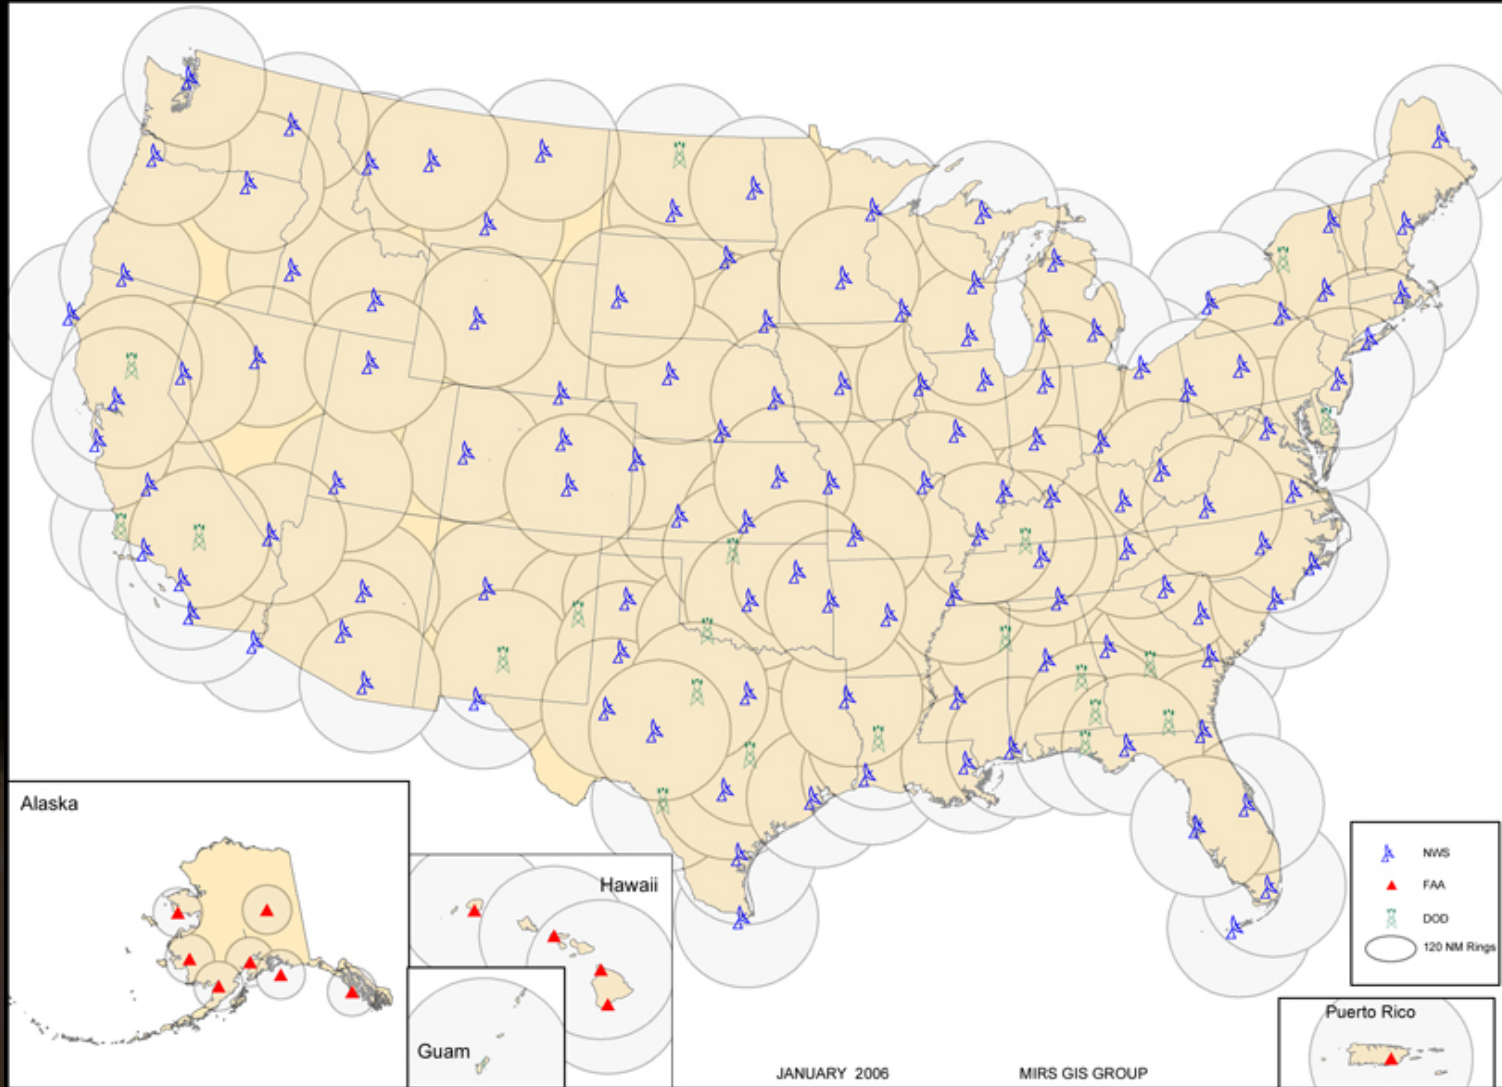 Alaska
Hawaii
Guam
NWS
FAA
DOD
120 NM Rings
Puerto Rico
JANUARY 2006
MIRS GIS GROUP